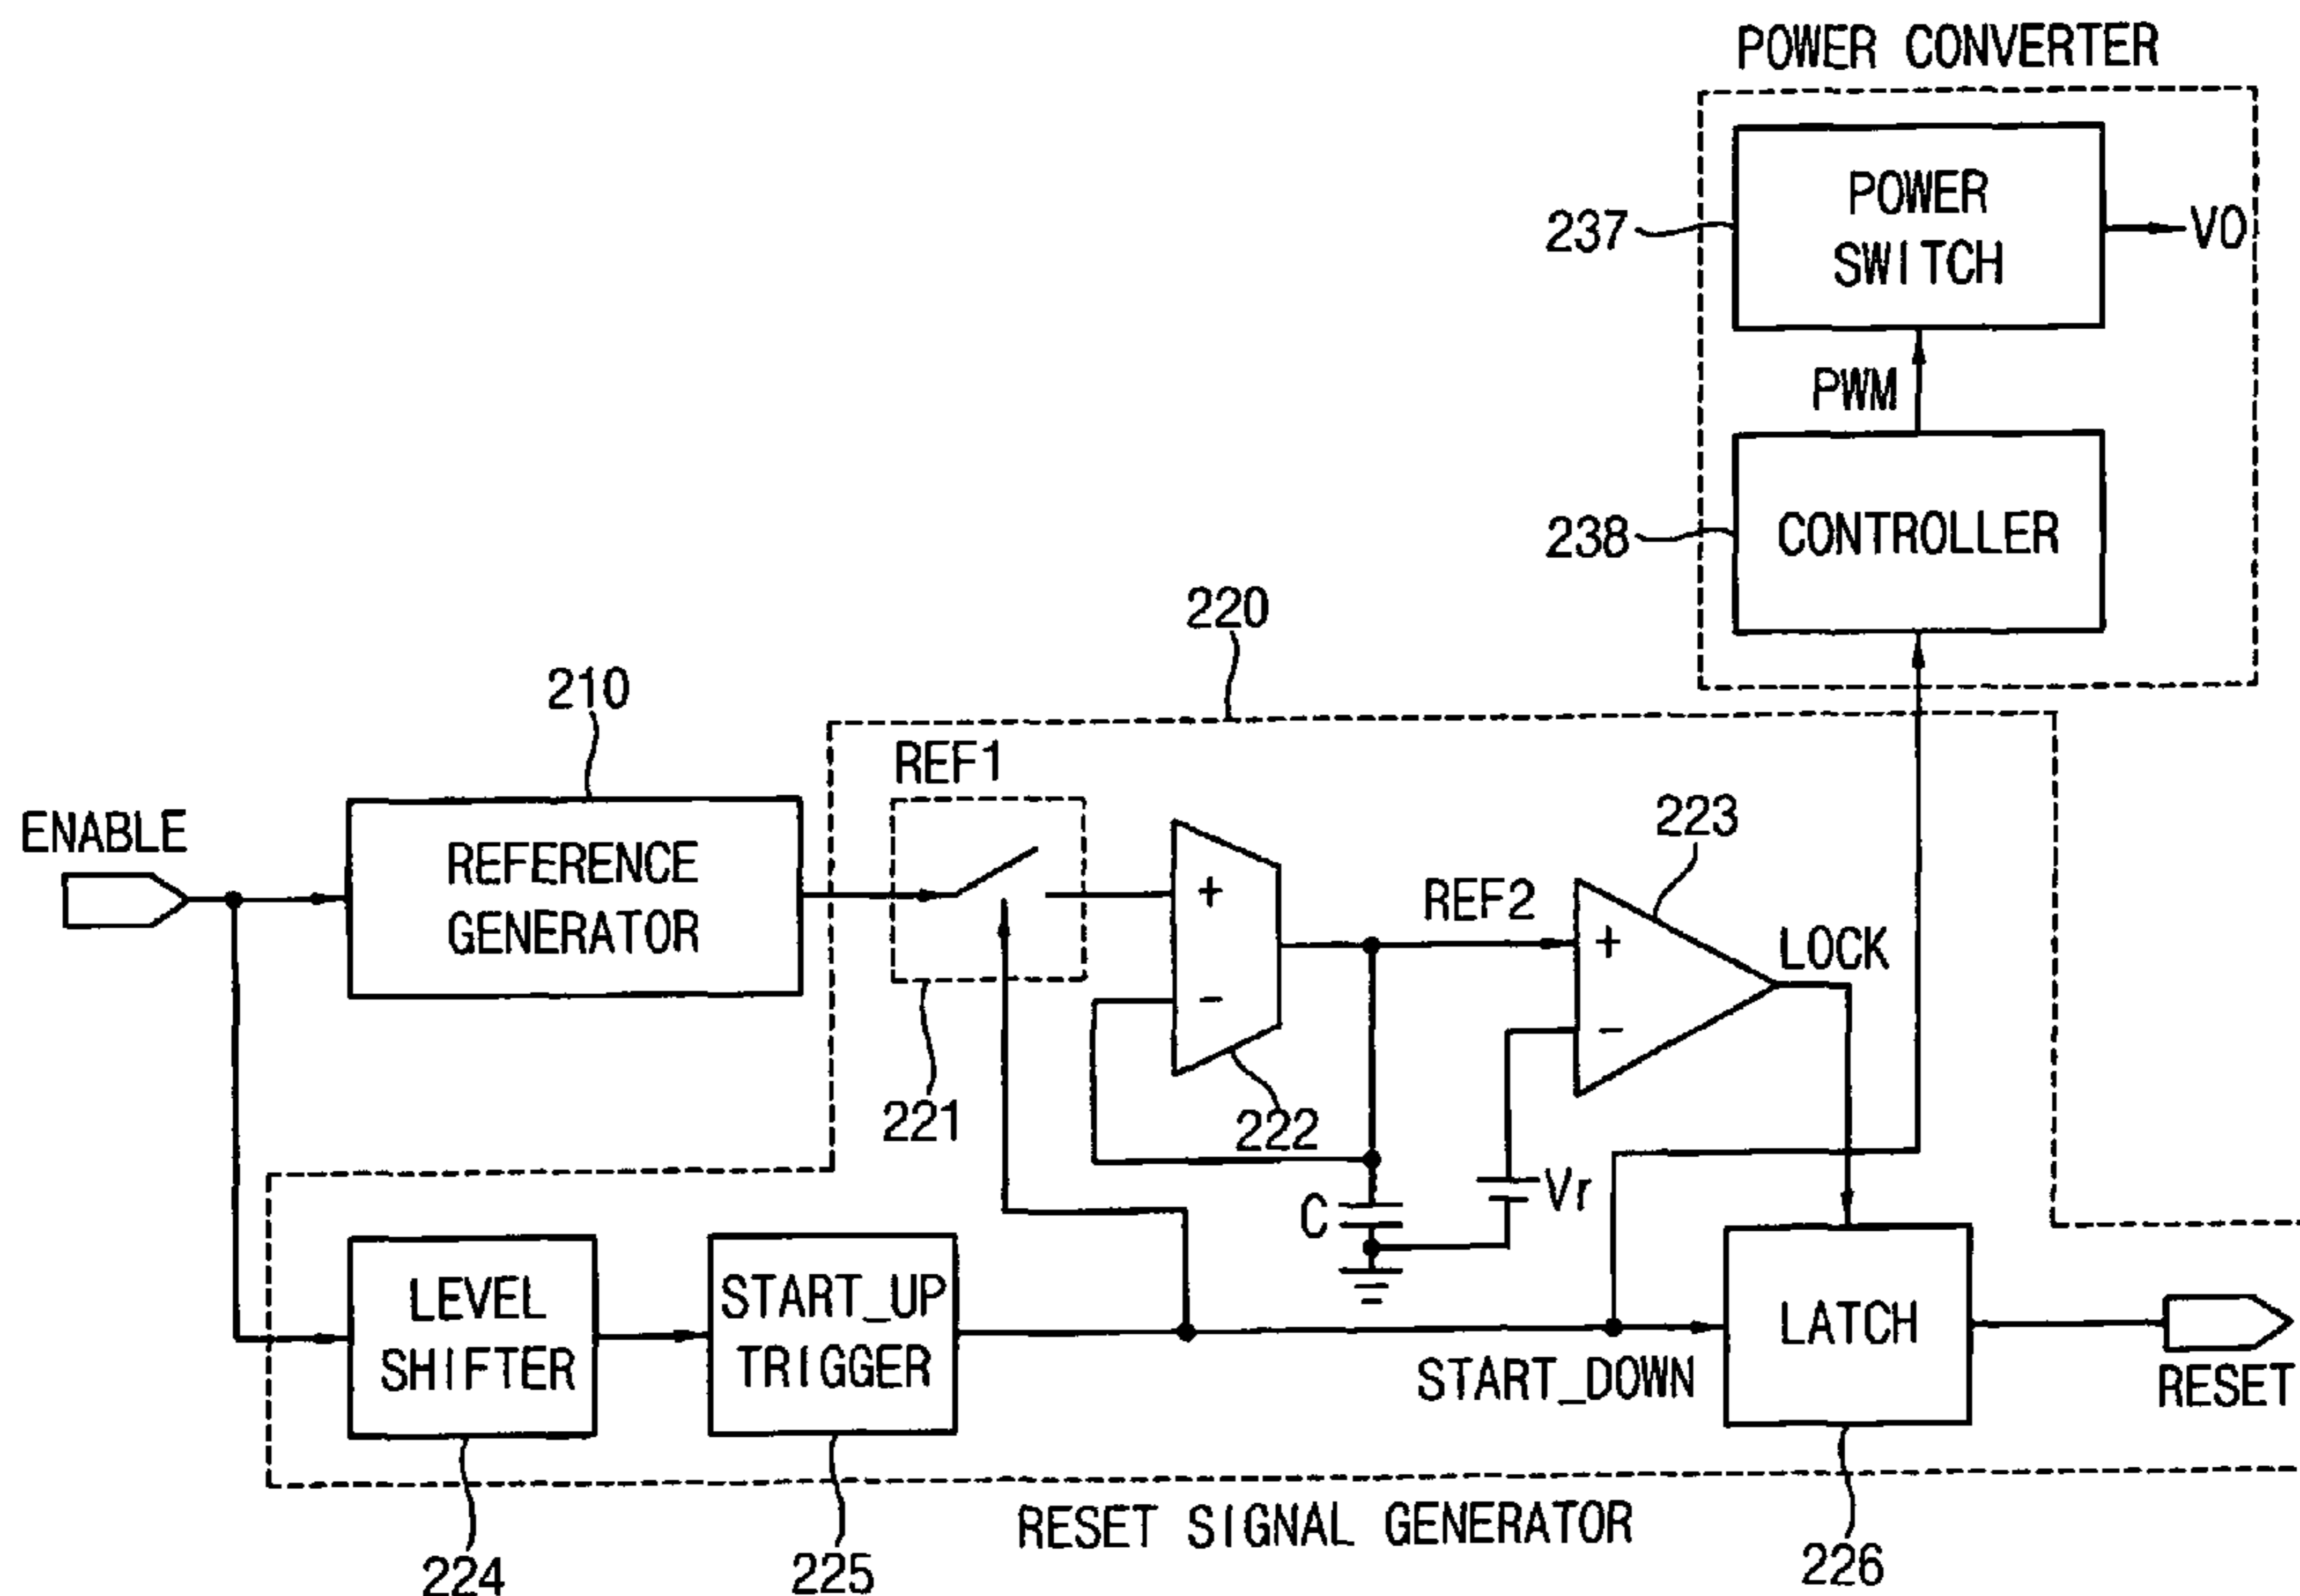 POWER CONVERTER
POWER
SWITCH
237
VO
PWM
CONTROLLER
238
220
210
REF1
223
ENABLE
REFERENCE
GENERATOR
+
REF2
+
LOCK
-
-
221
222
C
Vr
LEVEL
SHIFTER
START_UP
TRIGGER
START_DOWN
LATCH
RESET
RESET SIGNAL GENERATOR
224
225
226